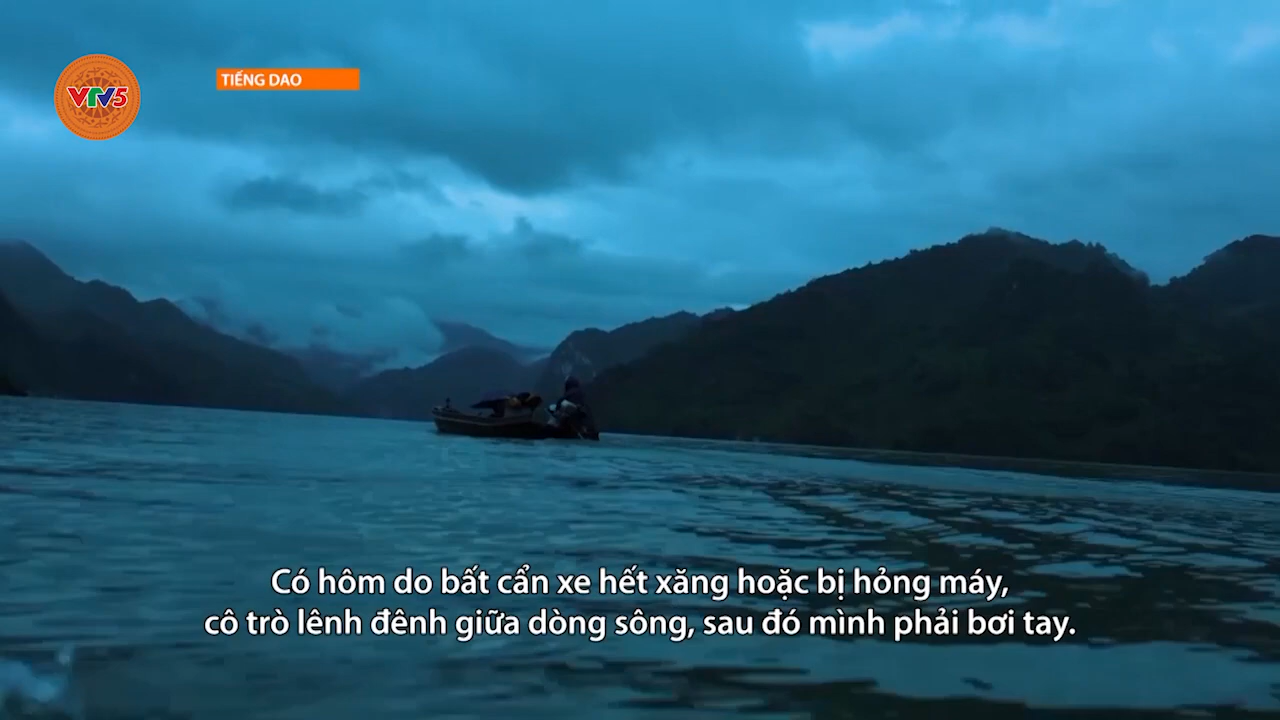 VTV5
TIẾNG DAO
Có hôm do bất cẩn xe hết xăng hoặc bị hỏng máy,
cô trò lênh đênh giữa dòng sông, sau đó mình phải bơi tay.